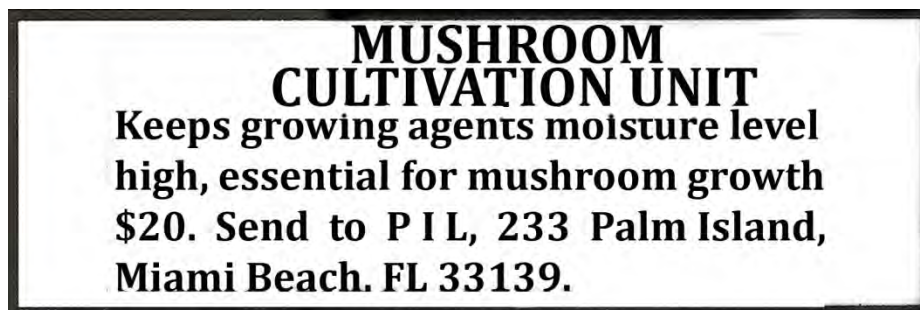 MUSHROOM
CULTIVATION UNIT
Keeps growing agents moisture level
high, essential for mushroom growth
$20. Send to P I L, 233 Palm Island,
Miami Beach. FL 33139.